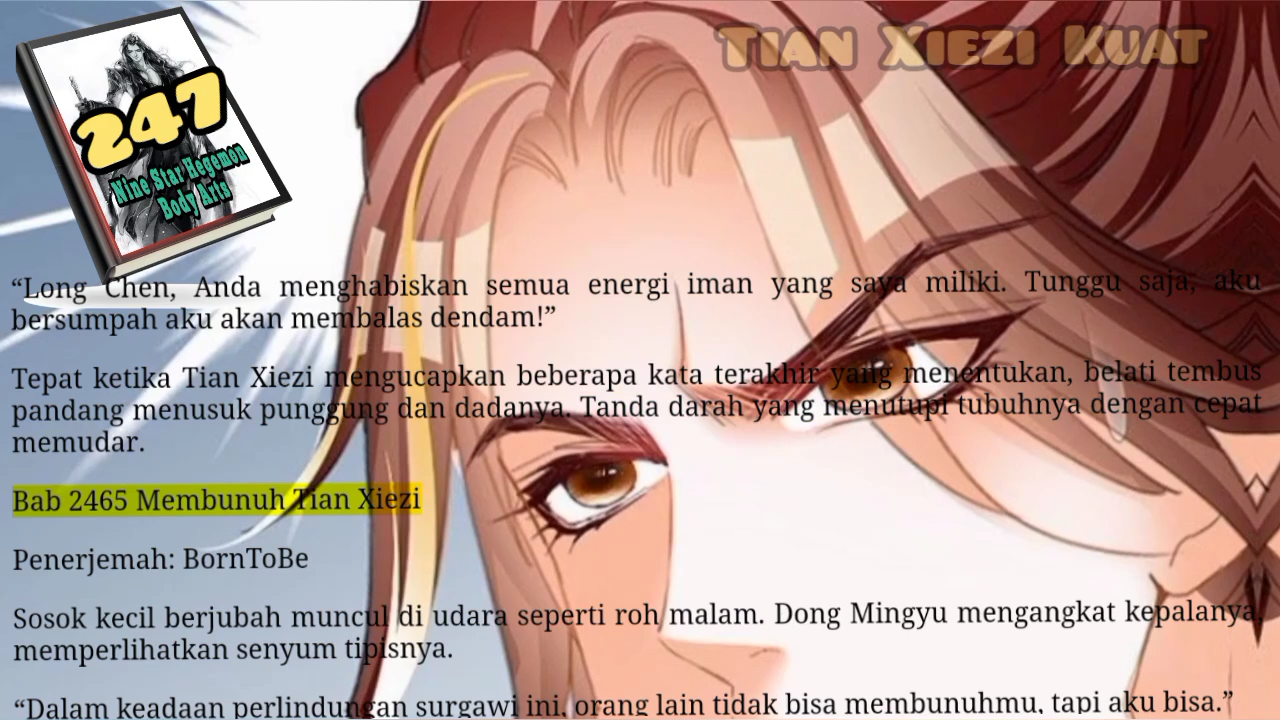 Tian Xiezi Kuat
247
Nine Star Hegemon
Body Arts
“Long Chen, Anda menghabiskan semua energi iman yang saya miliki. Tunggu saja, aku
bersumpah aku akan membalas dendam!”
Tepat ketika Tian Xiezi mengucapkan beberapa kata terakhir yang menentukan, belati tembus
pandang menusuk punggung dan dadanya. Tanda darah yang menutupi tubuhnya dengan cepat
memudar.
Bab 2465 Membunuh Tian Xiezi
Penerjemah: BornToBe
Sosok kecil berjubah muncul di udara seperti roh malam. Dong Mingyu mengangkat kepalanya,
memperlihatkan senyum tipisnya.
“Dalam keadaan perlindungan surgawi ini, orang lain tidak bisa membunuhmu, tapi aku bisa.”